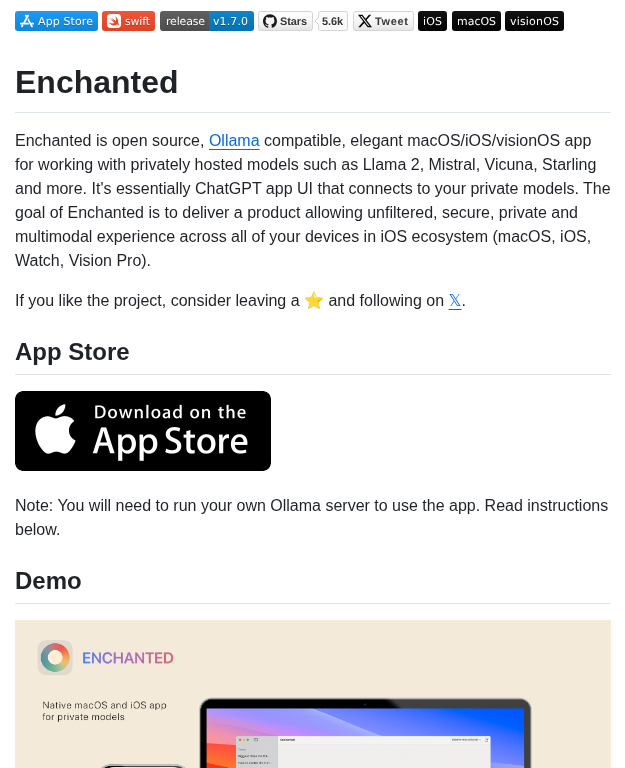 App Store swift release v1.7.0 Stars 5.6k Tweet iOS macOS visionOS
Enchanted
Enchanted is open source, Ollama compatible, elegant macOS/iOS/visionOS app
for working with privately hosted models such as Llama 2, Mistral, Vicuna, Starling
and more. It's essentially ChatGPT app UI that connects to your private models. The
goal of Enchanted is to deliver a product allowing unfiltered, secure, private and
multimodal experience across all of your devices in iOS ecosystem (macOS, iOS,
Watch, Vision Pro).
If you like the project, consider leaving a ⭐ and following on 𝕏.
App Store
Download on the
App Store
Note: You will need to run your own Ollama server to use the app. Read instructions
below.
Demo
ENCHANTED
Native macOS and iOS app
for private models